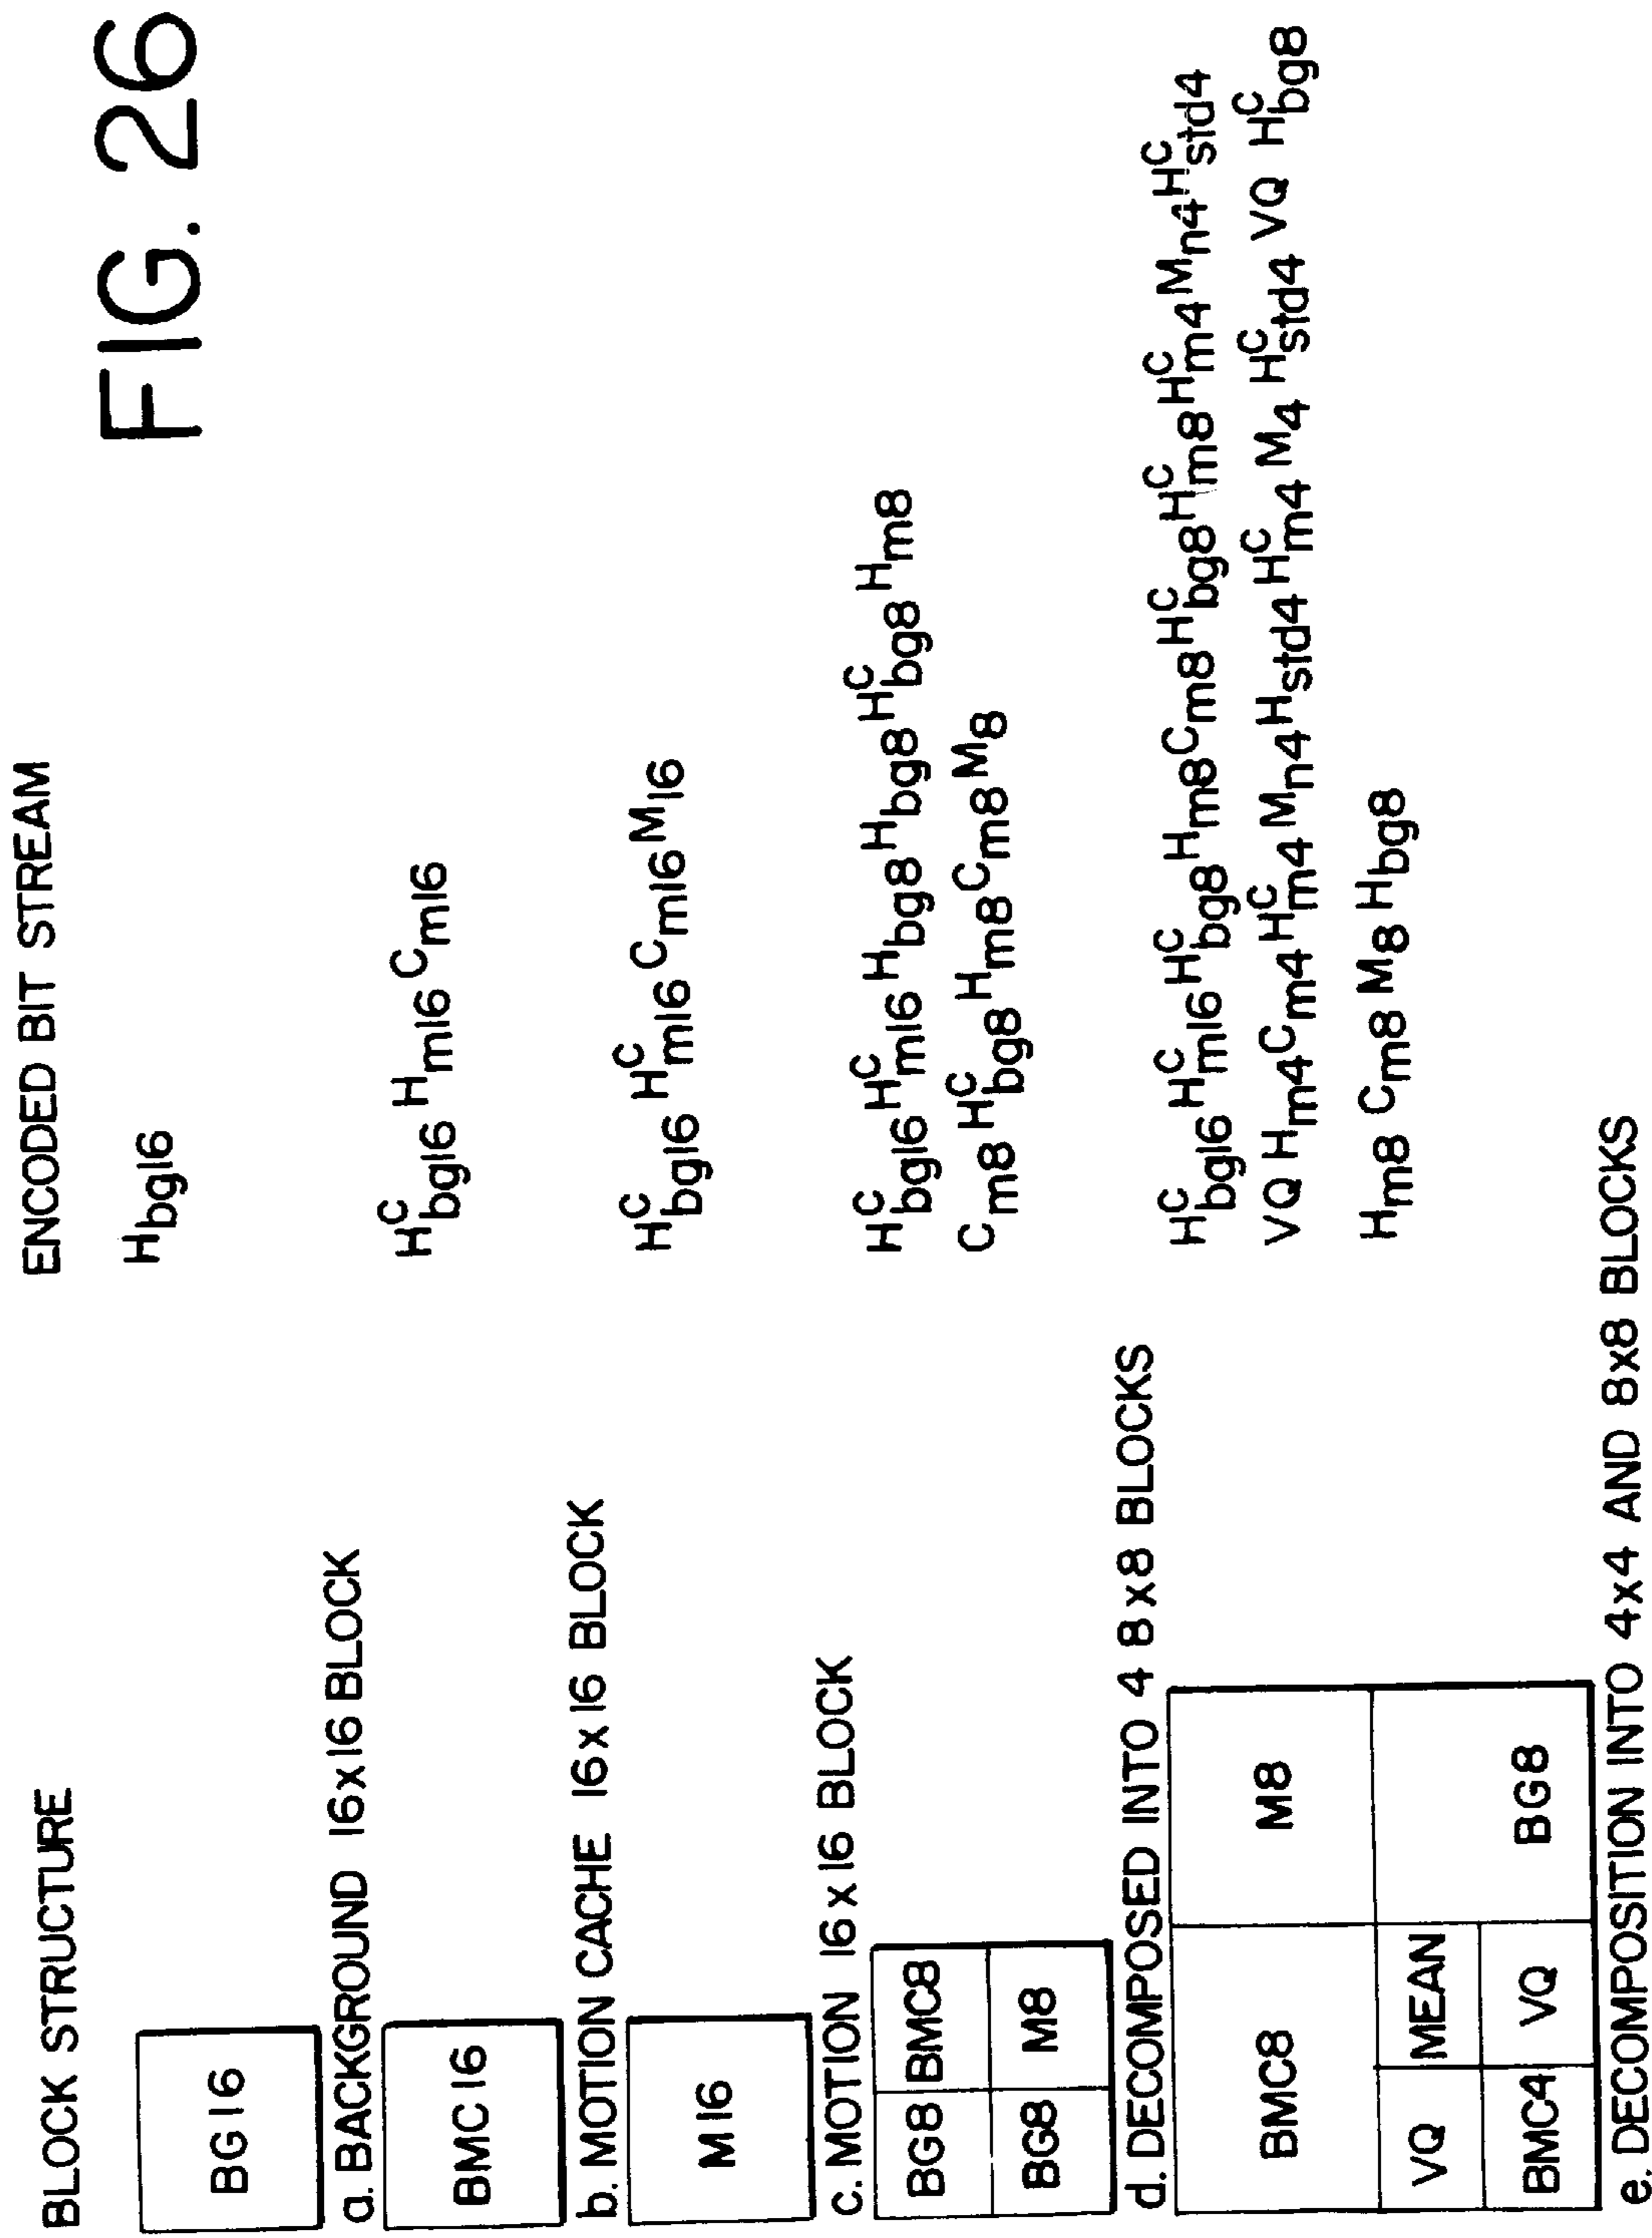 FIG. 26
BLOCK STRUCTURE
ENCODED BIT STREAM
BG16
H_bg16
a. BACKGROUND 16x16 BLOCK
BMC16
H^C_bg16 H_m16 C_m16
b. MOTION CACHE 16x16 BLOCK
M16
H^C_bg16 H^C_m16 C_m16 M_16
c. MOTION 16x16 BLOCK
BG8 BMC8
BG8 M8
H^C_bg16 H^C_m16 H_bg8 H_bg8 H^C_bg8 H_m8
C_m8 H^C_bg8 H_m8 C_m8 M_8
d. DECOMPOSED INTO 4 8x8 BLOCKS
BMC8 M8
VQ MEAN
BMC4 VQ BG8
H^C_bg16 H^C_m16 H^C_bg8 H_m8 C_m8 H^C_bg8 H^C_m8 H^C_m4 M_n4 H^C_std4
VQ H_m4 C_m4 H^C_m4 M_n4 H_std4 H^C_m4 M_4 H^C_std4 VQ H^C_bg8
H_m8 C_m8 M_8 H_bg8
e. DECOMPOSITION INTO 4x4 AND 8x8 BLOCKS